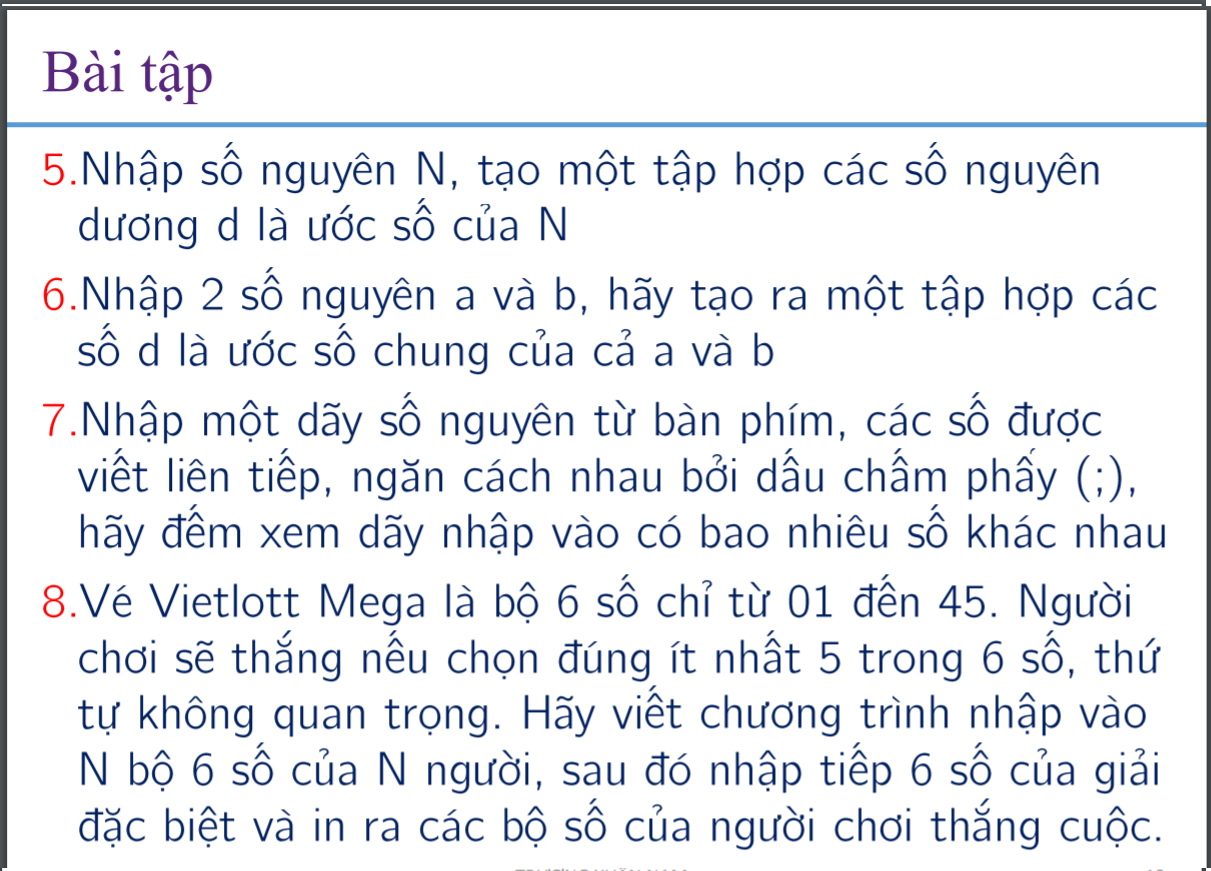 Bài tập
5.Nhập số nguyên N, tạo một tập hợp các số nguyên
dương d là ước số của N
6.Nhập 2 số nguyên a và b, hãy tạo ra một tập hợp các
số d là ước số chung của cả a và b
7.Nhập một dãy số nguyên từ bàn phím, các số được
viết liên tiếp, ngăn cách nhau bởi dấu chấm phẩy (;),
hãy đếm xem dãy nhập vào có bao nhiêu số khác nhau
8.Vé Vietlott Mega là bộ 6 số chỉ từ 01 đến 45. Người
chơi sẽ thắng nếu chọn đúng ít nhất 5 trong 6 số, thứ
tự không quan trọng. Hãy viết chương trình nhập vào
N bộ 6 số của N người, sau đó nhập tiếp 6 số của giải
đặc biệt và in ra các bộ số của người chơi thắng cuộc.